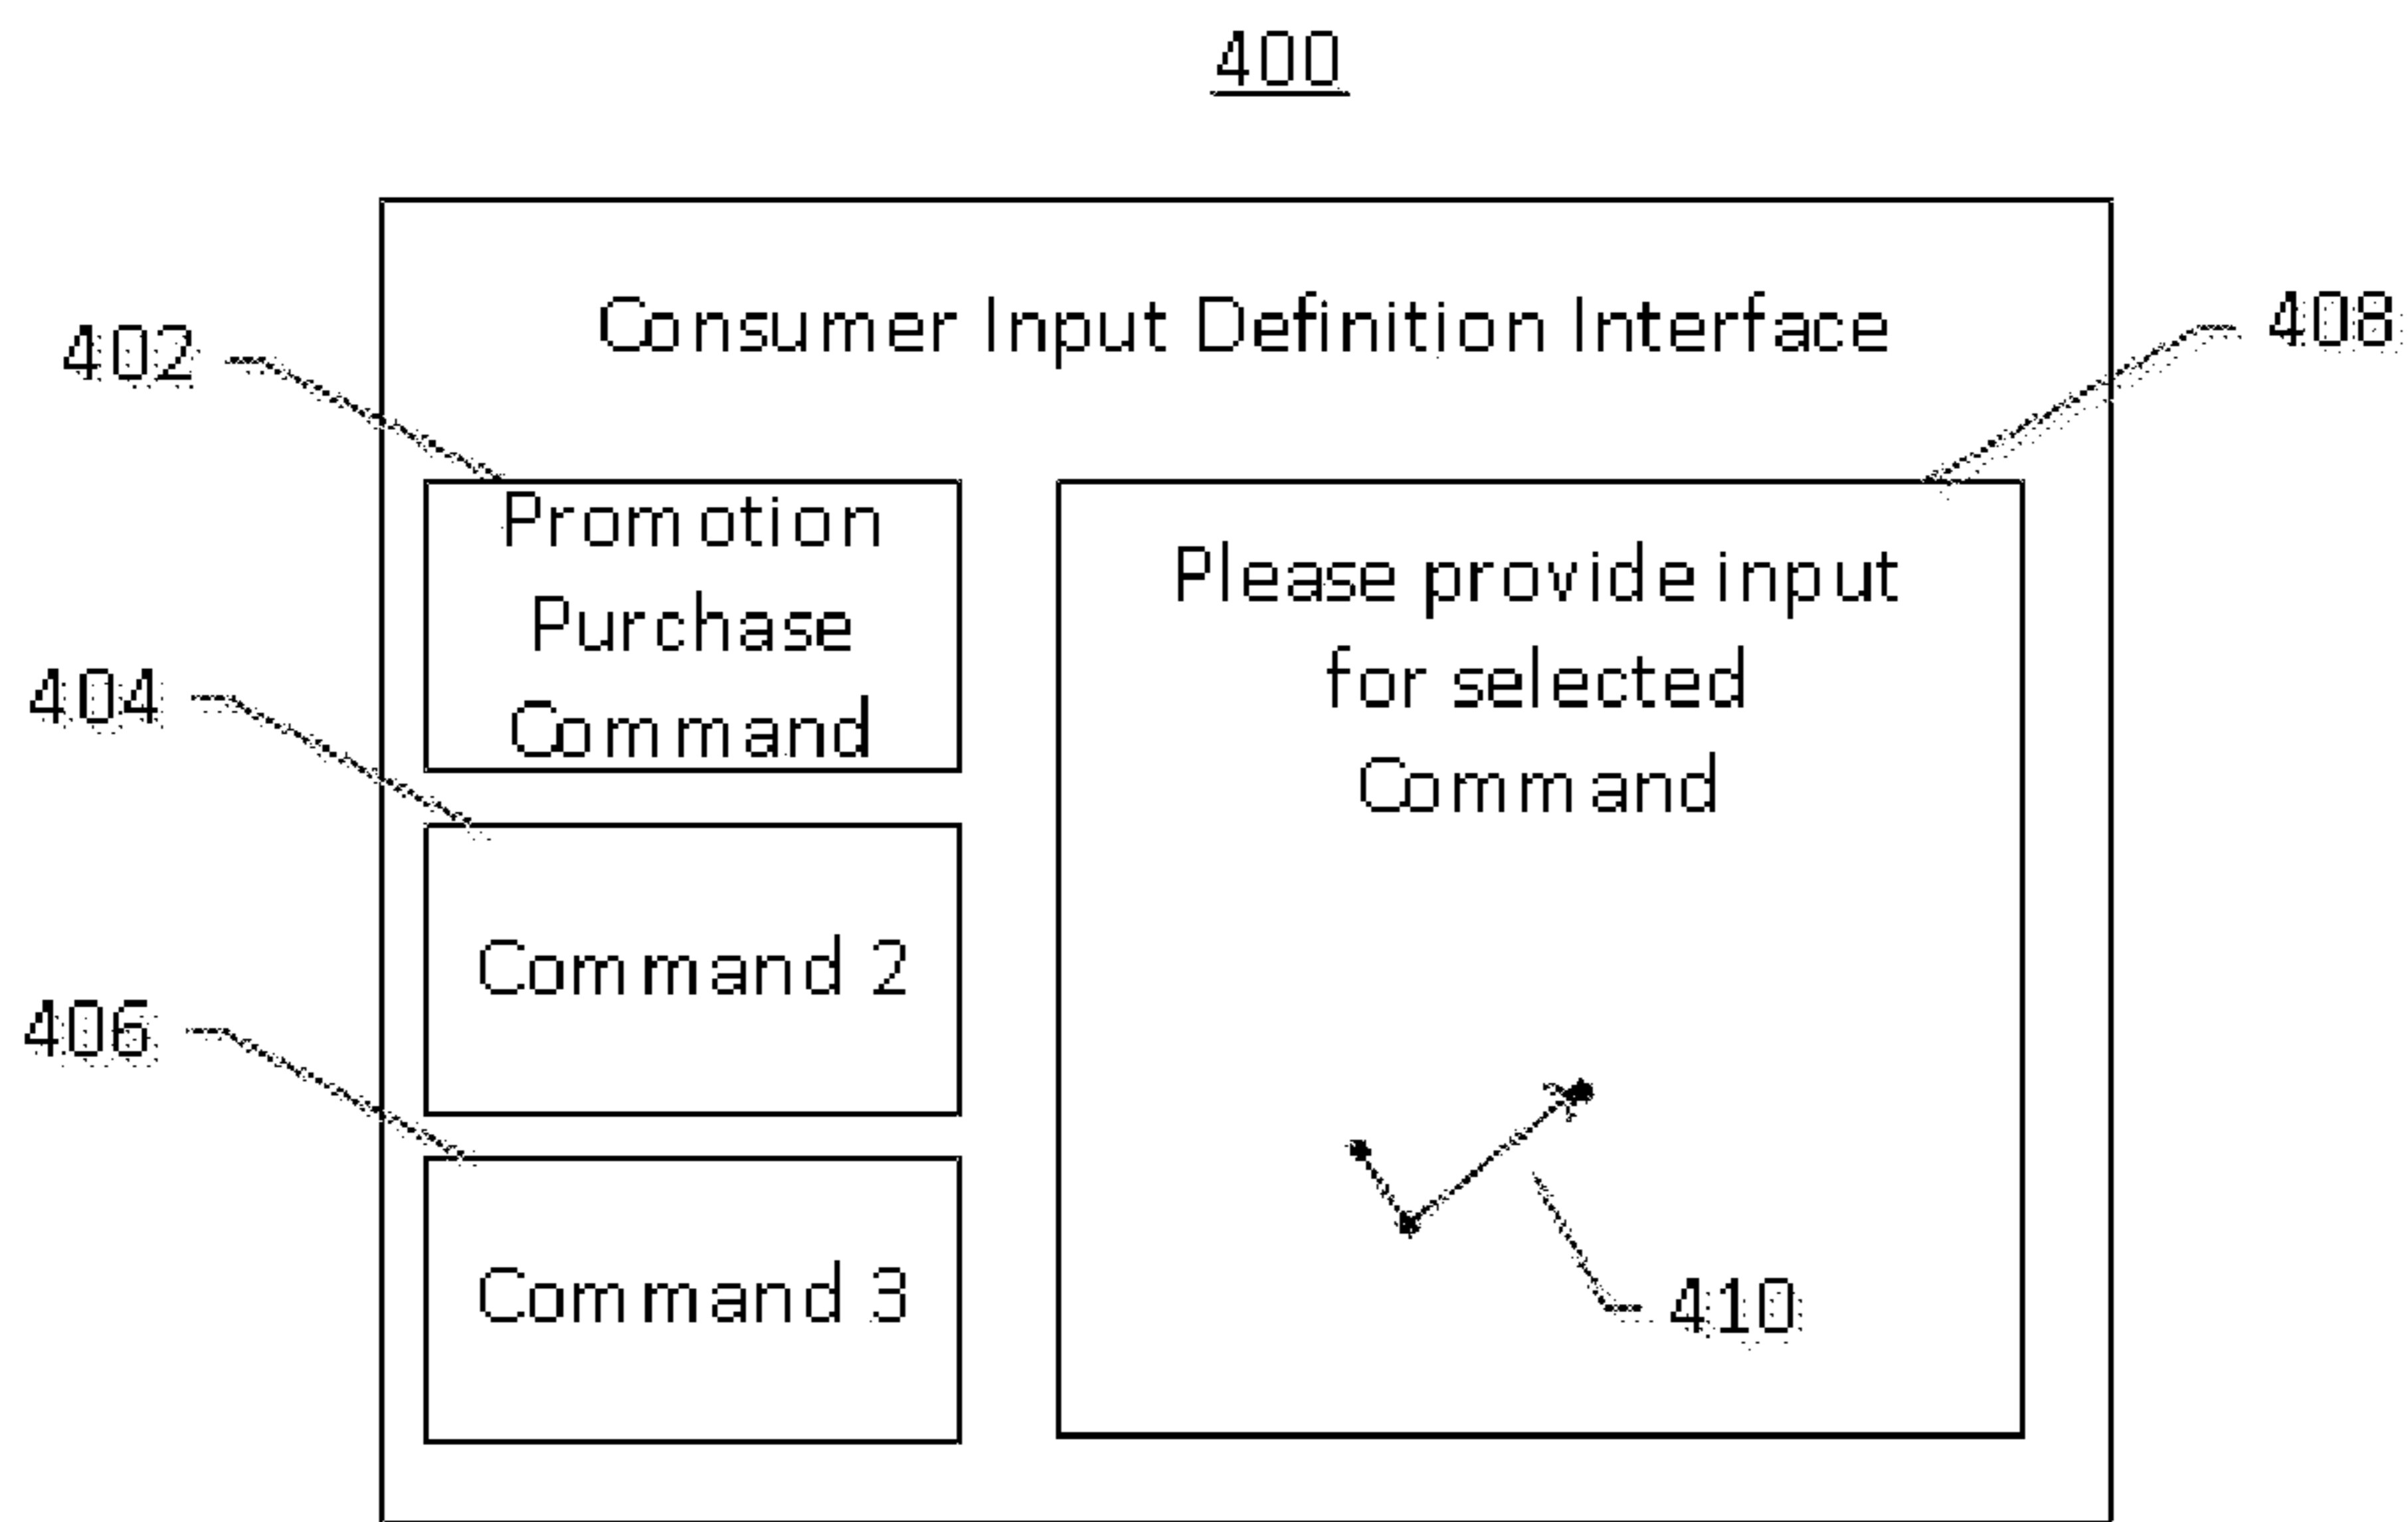 400
Consumer Input Definition Interface
402
408
Promotion
Purchase
Command
Please provide input
for selected
Command
404
Command 2
406
Command 3
410